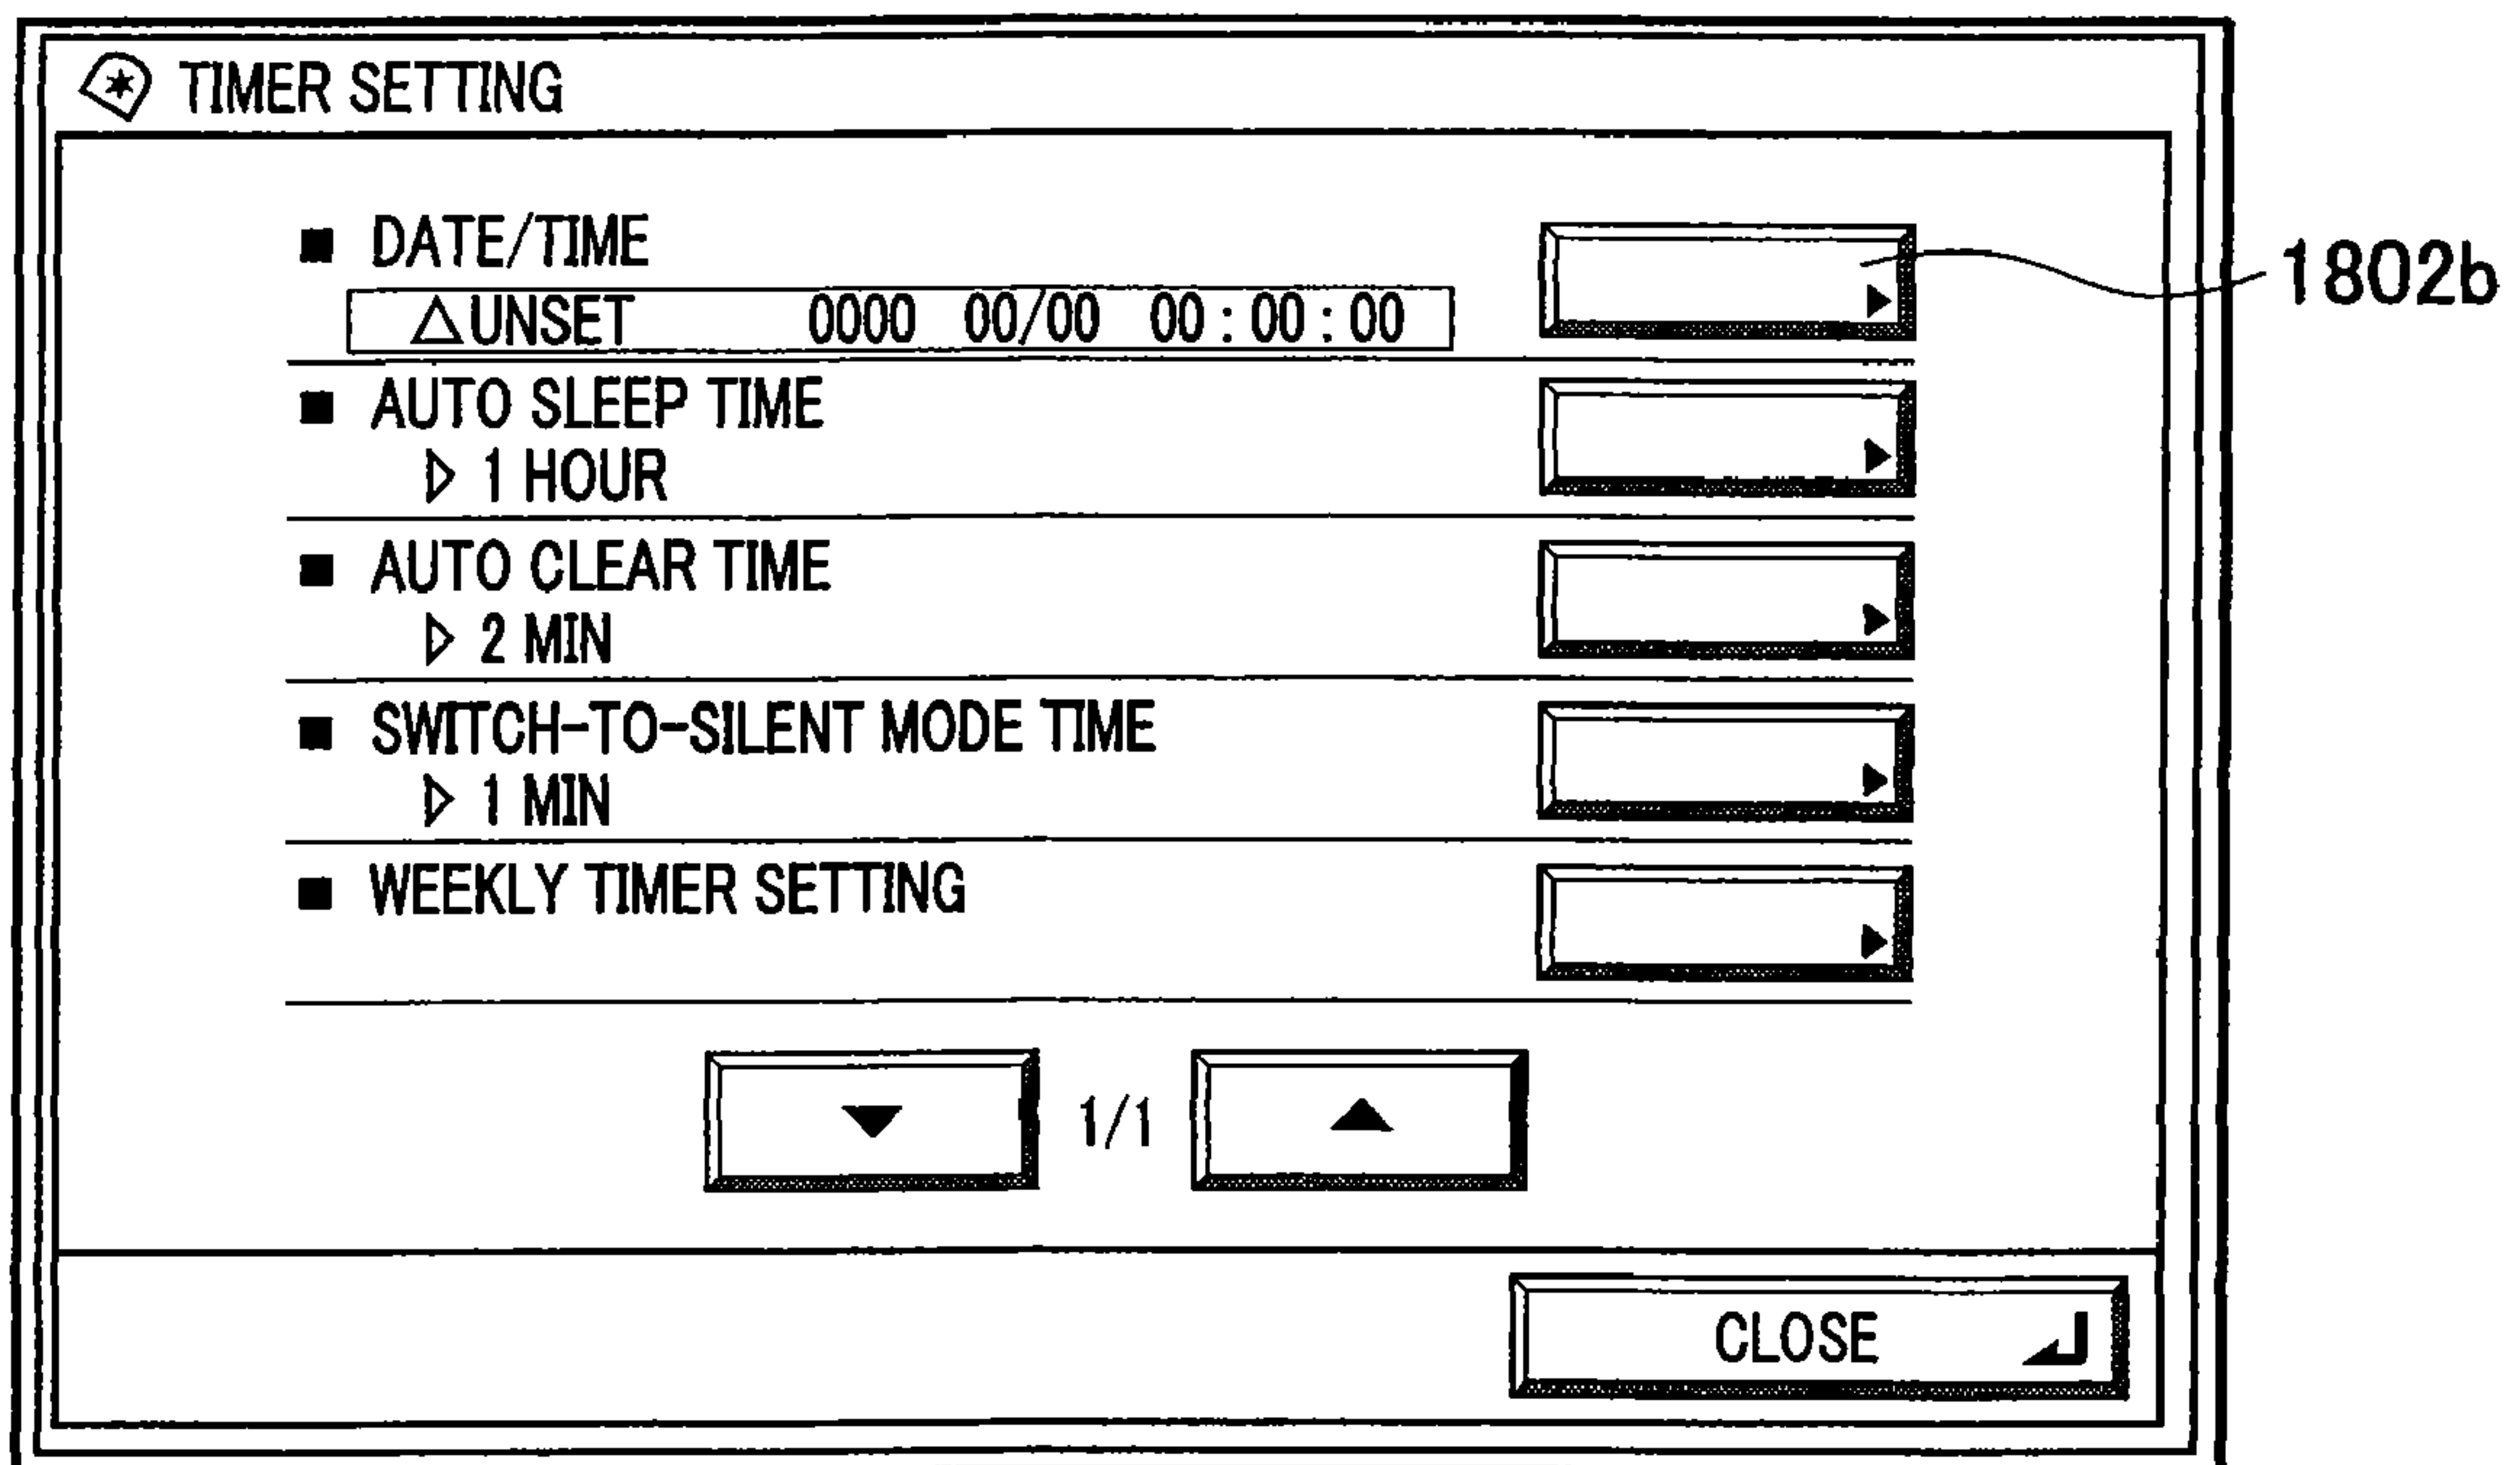 TIMER SETTING
■ DATE/TIME
△UNSET 0000 00/00 00:00:00
1802b
■ AUTO SLEEP TIME
▷ 1 HOUR
■ AUTO CLEAR TIME
▷ 2 MIN
■ SWITCH-TO-SILENT MODE TIME
▷ 1 MIN
■ WEEKLY TIMER SETTING
▼ 1/1 ▲
CLOSE